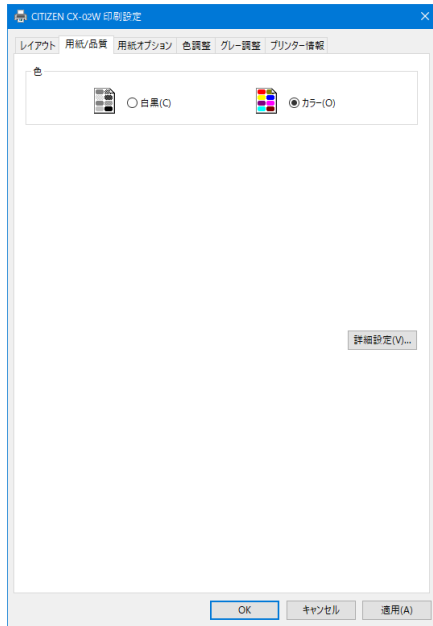 CITIZEN CX-02W 印刷設定
レイアウト 用紙/品質 用紙オプション 色調整 グレー調整 プリンター情報
色
白黒(C) カラー(O)
詳細設定(V)...
OK キャンセル 適用(A)